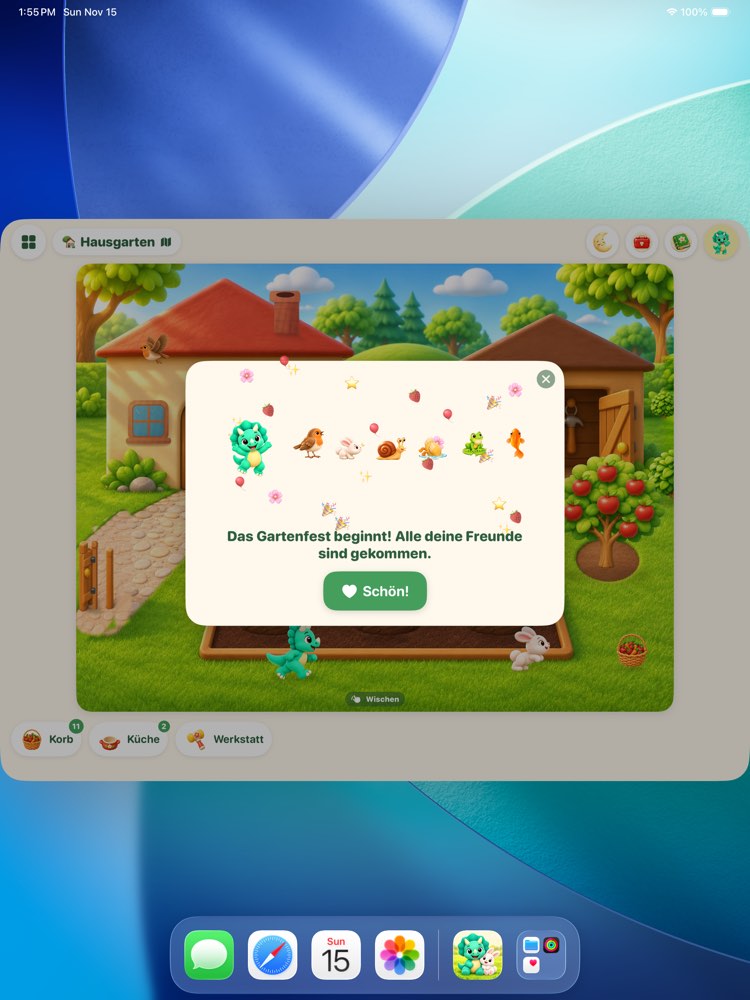 1:55 PM Sun Nov 15
100%
Hausgarten
Das Gartenfest beginnt! Alle deine Freunde
sind gekommen.
Schön!
Wischen
Korb
11
Küche
2
Werkstatt
Sun
15